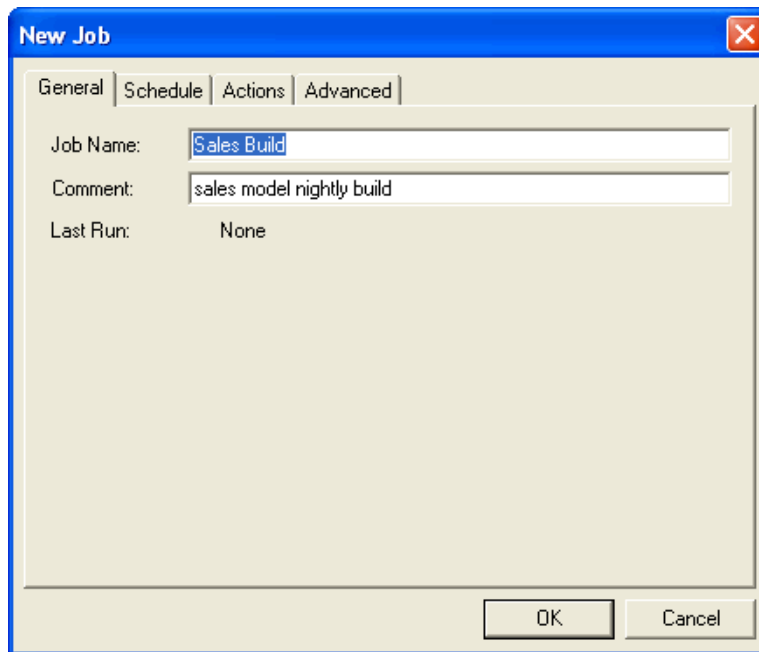 New Job
General Schedule Actions Advanced
Job Name: Sales Build
Comment: sales model nightly build
Last Run: None
OK Cancel